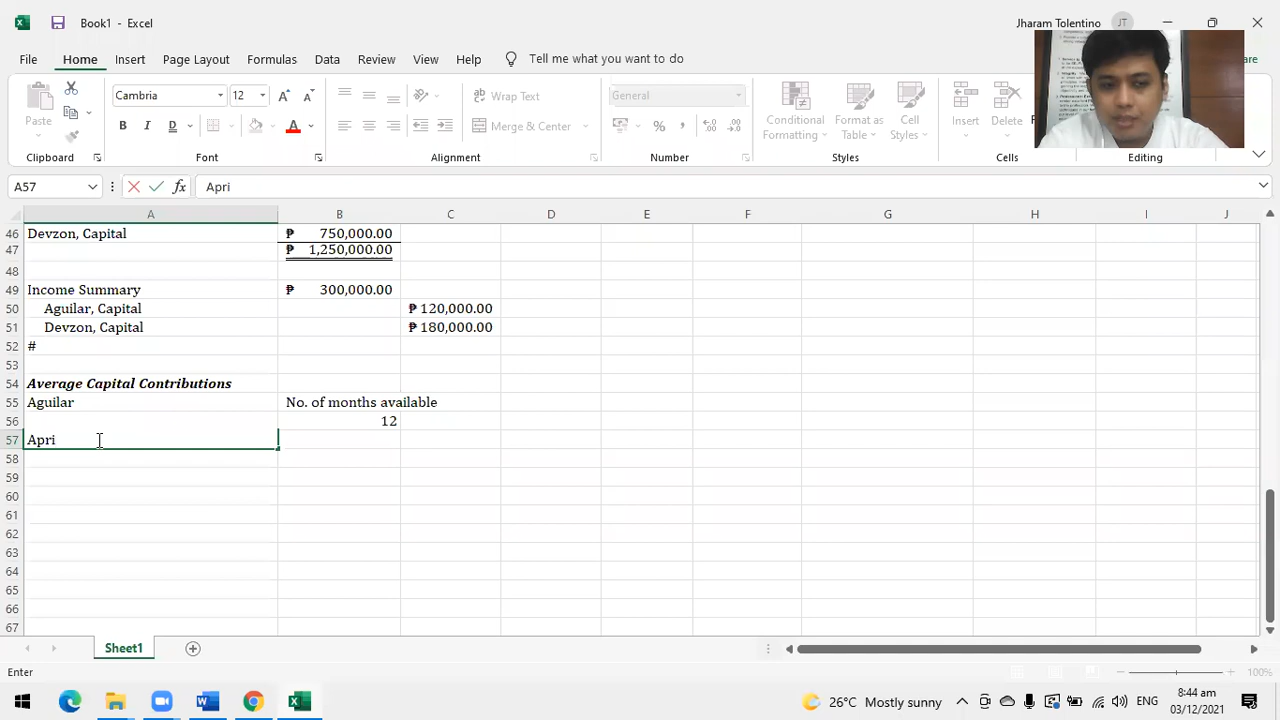 Book1 - Excel
Jharam Tolentino
JT
File Home Insert Page Layout Formulas Data Review View Help Tell me what you want to do
Paste
Cambria 12
Wrap Text
Merge & Center
General
Conditional Formatting
Format as Table
Cell Styles
Insert
Delete
Clipboard Font Alignment Number Styles Cells Editing
A57 Apri
A B C D E F G H I J
46 Devzon, Capital ₱ 750,000.00
47 ₱ 1,250,000.00
48
49 Income Summary ₱ 300,000.00
50 Aguilar, Capital ₱ 120,000.00
51 Devzon, Capital ₱ 180,000.00
52 #
53
54 Average Capital Contributions
55 Aguilar No. of months available
56 12
57 Apri
58
59
60
61
62
63
64
65
66
67
Sheet1
Enter 100%
26°C Mostly sunny ENG 8:44 am
03/12/2021